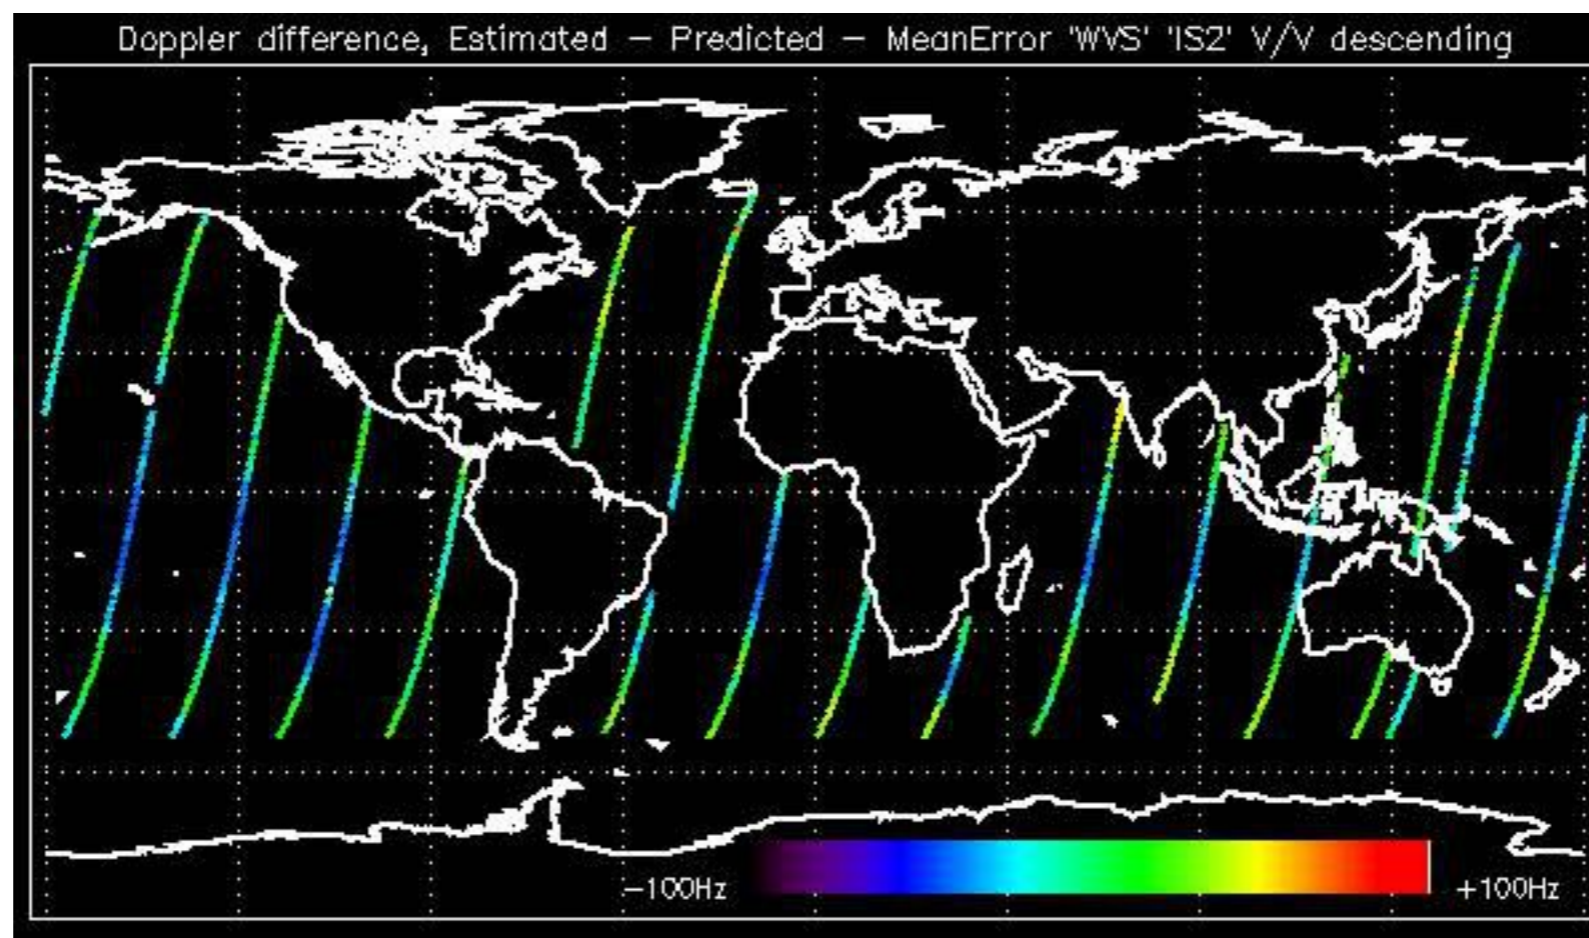 Doppler difference, Estimated – Predicted – MeanError 'WVS' 'IS2' V/V descending
–100Hz +100Hz